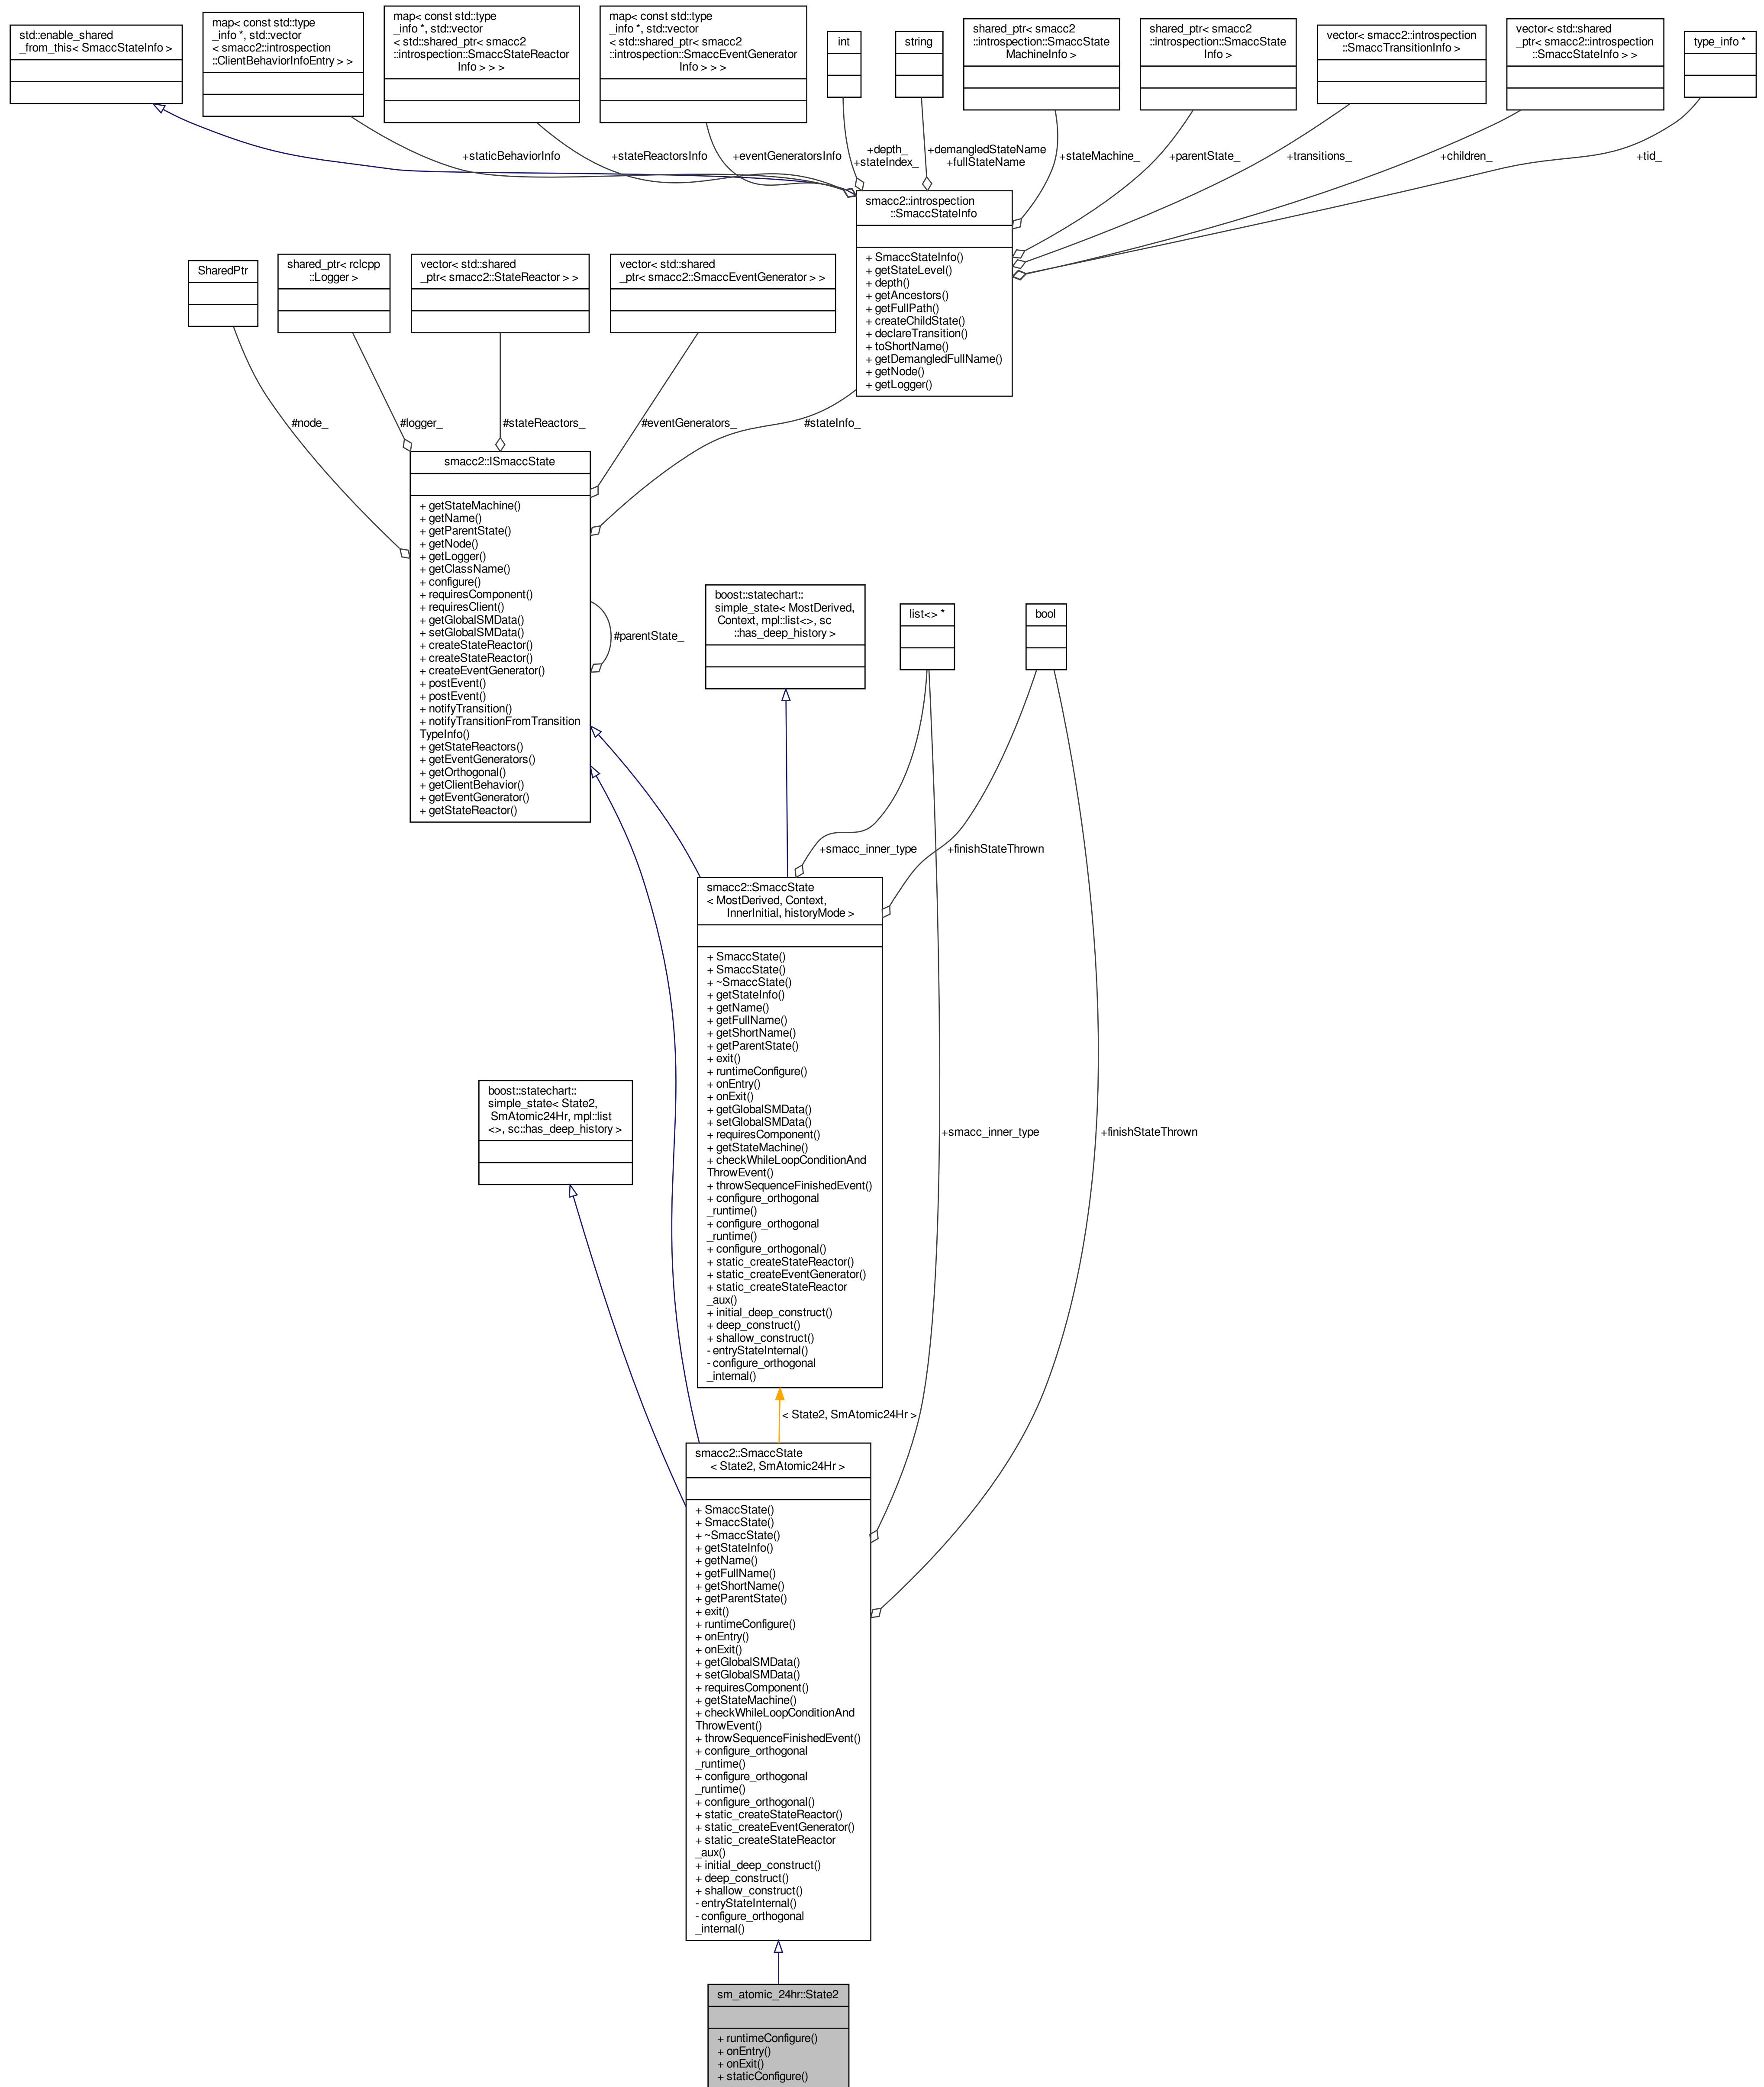 std::enable_shared
_from_this< SmaccStateInfo >
map< const std::type
_info *, std::vector
< smacc2::introspection
::ClientBehaviorInfoEntry > >
map< const std::type
_info *, std::vector
< std::shared_ptr< smacc2
::introspection::SmaccStateReactor
Info > > >
map< const std::type
_info *, std::vector
< std::shared_ptr< smacc2
::introspection::SmaccEventGenerator
Info > > >
int
string
shared_ptr< smacc2
::introspection::SmaccState
MachineInfo >
shared_ptr< smacc2
::introspection::SmaccState
Info >
vector< smacc2::introspection
::SmaccTransitionInfo >
vector< std::shared
_ptr< smacc2::introspection
::SmaccStateInfo > >
type_info *
+staticBehaviorInfo
+stateReactorsInfo
+eventGeneratorsInfo
+depth_
+stateIndex_
+demangledStateName
+fullStateName
+stateMachine_
+parentState_
+transitions_
+children_
+tid_
smacc2::introspection
::SmaccStateInfo
+ SmaccStateInfo()
+ getStateLevel()
+ depth()
+ getAncestors()
+ getFullPath()
+ createChildState()
+ declareTransition()
+ toShortName()
+ getDemangledFullName()
+ getNode()
+ getLogger()
SharedPtr
shared_ptr< rclcpp
::Logger >
vector< std::shared
_ptr< smacc2::StateReactor > >
vector< std::shared
_ptr< smacc2::SmaccEventGenerator > >
#node_
#logger_
#stateReactors_
#eventGenerators_
#stateInfo_
smacc2::ISmaccState
+ getStateMachine()
+ getName()
+ getParentState()
+ getNode()
+ getLogger()
+ getClassName()
+ configure()
+ requiresComponent()
+ requiresClient()
+ getGlobalSMData()
+ setGlobalSMData()
+ createStateReactor()
+ createStateReactor()
+ createEventGenerator()
+ postEvent()
+ postEvent()
+ notifyTransition()
+ notifyTransitionFromTransition
TypeInfo()
+ getStateReactors()
+ getEventGenerators()
+ getOrthogonal()
+ getClientBehavior()
+ getEventGenerator()
+ getStateReactor()
#parentState_
boost::statechart::
simple_state< MostDerived,
Context, mpl::list<>, sc
::has_deep_history >
list<> *
bool
+smacc_inner_type
+finishStateThrown
smacc2::SmaccState
< MostDerived, Context,
InnerInitial, historyMode >
+ SmaccState()
+ SmaccState()
+ ~SmaccState()
+ getStateInfo()
+ getName()
+ getFullName()
+ getShortName()
+ getParentState()
+ exit()
+ runtimeConfigure()
+ onEntry()
+ onExit()
+ getGlobalSMData()
+ setGlobalSMData()
+ requiresComponent()
+ getStateMachine()
+ checkWhileLoopConditionAnd
ThrowEvent()
+ throwSequenceFinishedEvent()
+ configure_orthogonal
_runtime()
+ configure_orthogonal
_runtime()
+ configure_orthogonal()
+ static_createStateReactor()
+ static_createEventGenerator()
+ static_createStateReactor
_aux()
+ initial_deep_construct()
+ deep_construct()
+ shallow_construct()
- entryStateInternal()
- configure_orthogonal
_internal()
boost::statechart::
simple_state< State2,
SmAtomic24Hr, mpl::list
<>, sc::has_deep_history >
+smacc_inner_type
+finishStateThrown
< State2, SmAtomic24Hr >
smacc2::SmaccState
< State2, SmAtomic24Hr >
+ SmaccState()
+ SmaccState()
+ ~SmaccState()
+ getStateInfo()
+ getName()
+ getFullName()
+ getShortName()
+ getParentState()
+ exit()
+ runtimeConfigure()
+ onEntry()
+ onExit()
+ getGlobalSMData()
+ setGlobalSMData()
+ requiresComponent()
+ getStateMachine()
+ checkWhileLoopConditionAnd
ThrowEvent()
+ throwSequenceFinishedEvent()
+ configure_orthogonal
_runtime()
+ configure_orthogonal
_runtime()
+ configure_orthogonal()
+ static_createStateReactor()
+ static_createEventGenerator()
+ static_createStateReactor
_aux()
+ initial_deep_construct()
+ deep_construct()
+ shallow_construct()
- entryStateInternal()
- configure_orthogonal
_internal()
sm_atomic_24hr::State2
+ runtimeConfigure()
+ onEntry()
+ onExit()
+ staticConfigure()